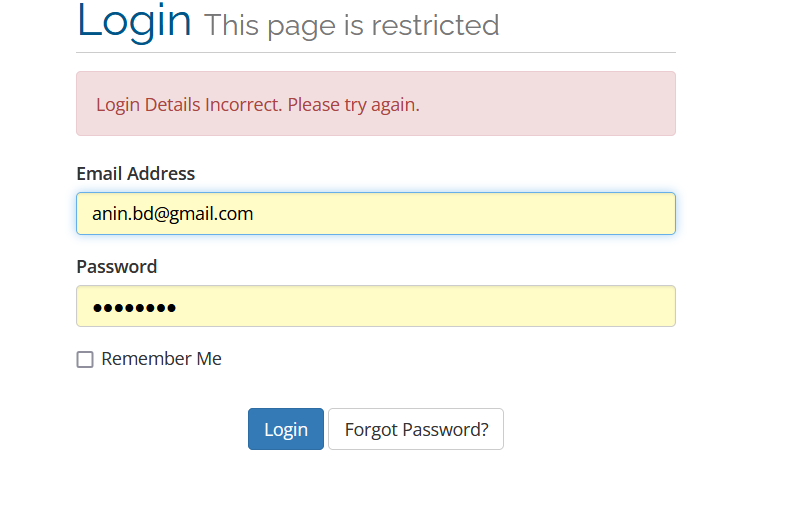 Login This page is restricted
Login Details Incorrect. Please try again.
Email Address
anin.bd@gmail.com
Password
••••••••
Remember Me
Login Forgot Password?